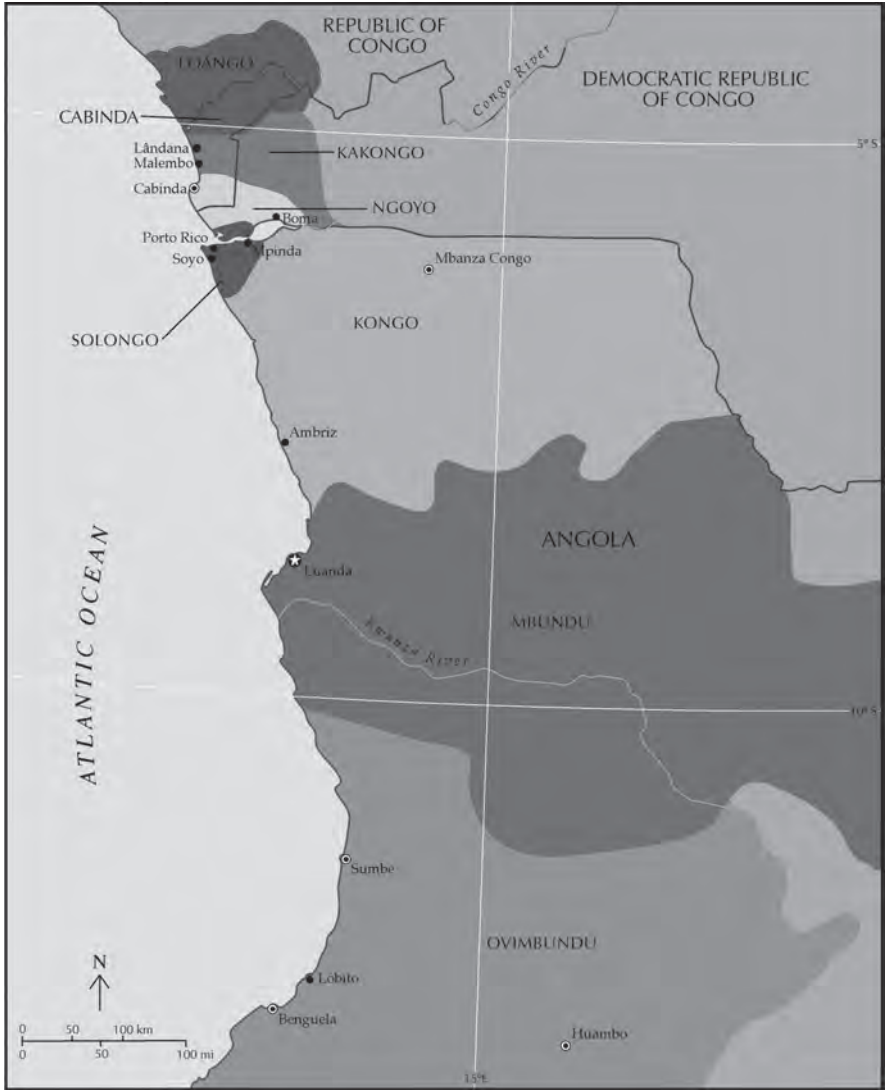 REPUBLIC OF
CONGO
LOANGO
Congo River
DEMOCRATIC REPUBLIC
OF CONGO
CABINDA
5°S
Lândana
Malembo
KAKONGO
Cabinda
NGOYO
Boma
Porto Rico
Mpinda
Soyo
Mbanza Congo
KONGO
SOLONGO
Ambriz
ANGOLA
Luanda
MBUNDU
Kwanza River
ATLANTIC OCEAN
10°S
Sumbe
OVIMBUNDU
N
Lobito
Benguela
Huambo
0 50 100 km
0 50 100 mi
15°E